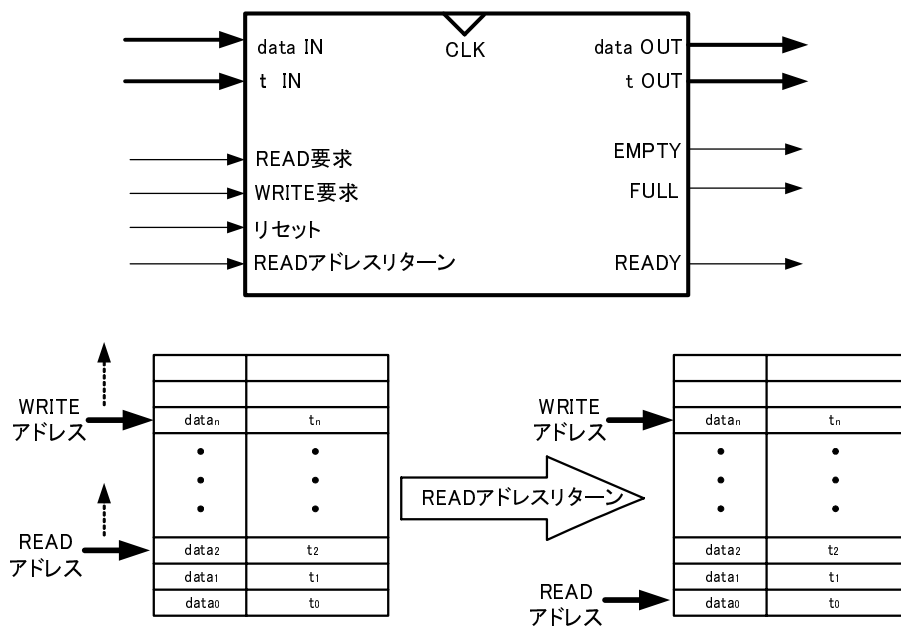 data IN
t IN
CLK
data OUT
t OUT
READ要求
WRITE要求
リセット
READアドレスリターン
EMPTY
FULL
READY
WRITE
アドレス
READ
アドレス
datan
tn
data2
t2
data1
t1
data0
t0
READアドレスリターン
WRITE
アドレス
READ
アドレス
datan
tn
data2
t2
data1
t1
data0
t0